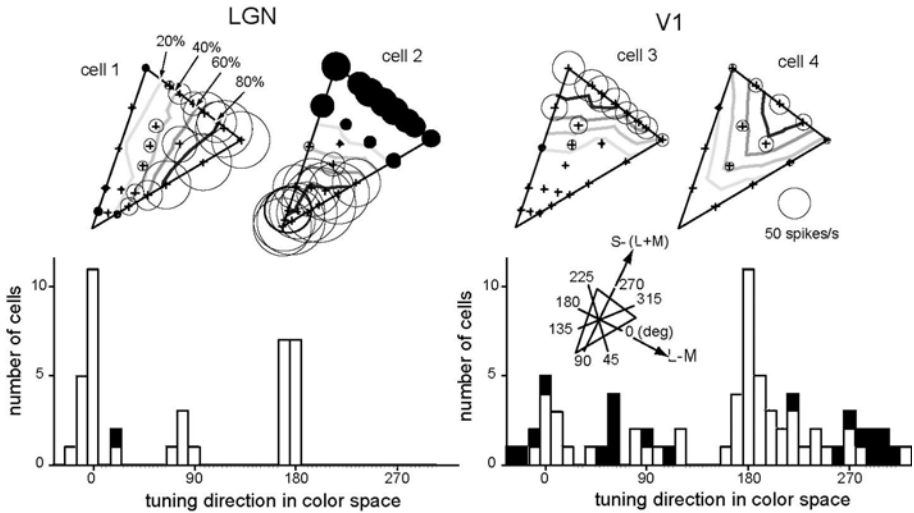 LGN
V1
20%
40%
60%
80%
cell 1
cell 2
cell 3
cell 4
50 spikes/s
number of cells
10
5
0
0 90 180 270
tuning direction in color space
S- (L+M)
225
270
180
315
135
0 (deg)
90
45
L-M
number of cells
10
5
0
0 90 180 270
tuning direction in color space